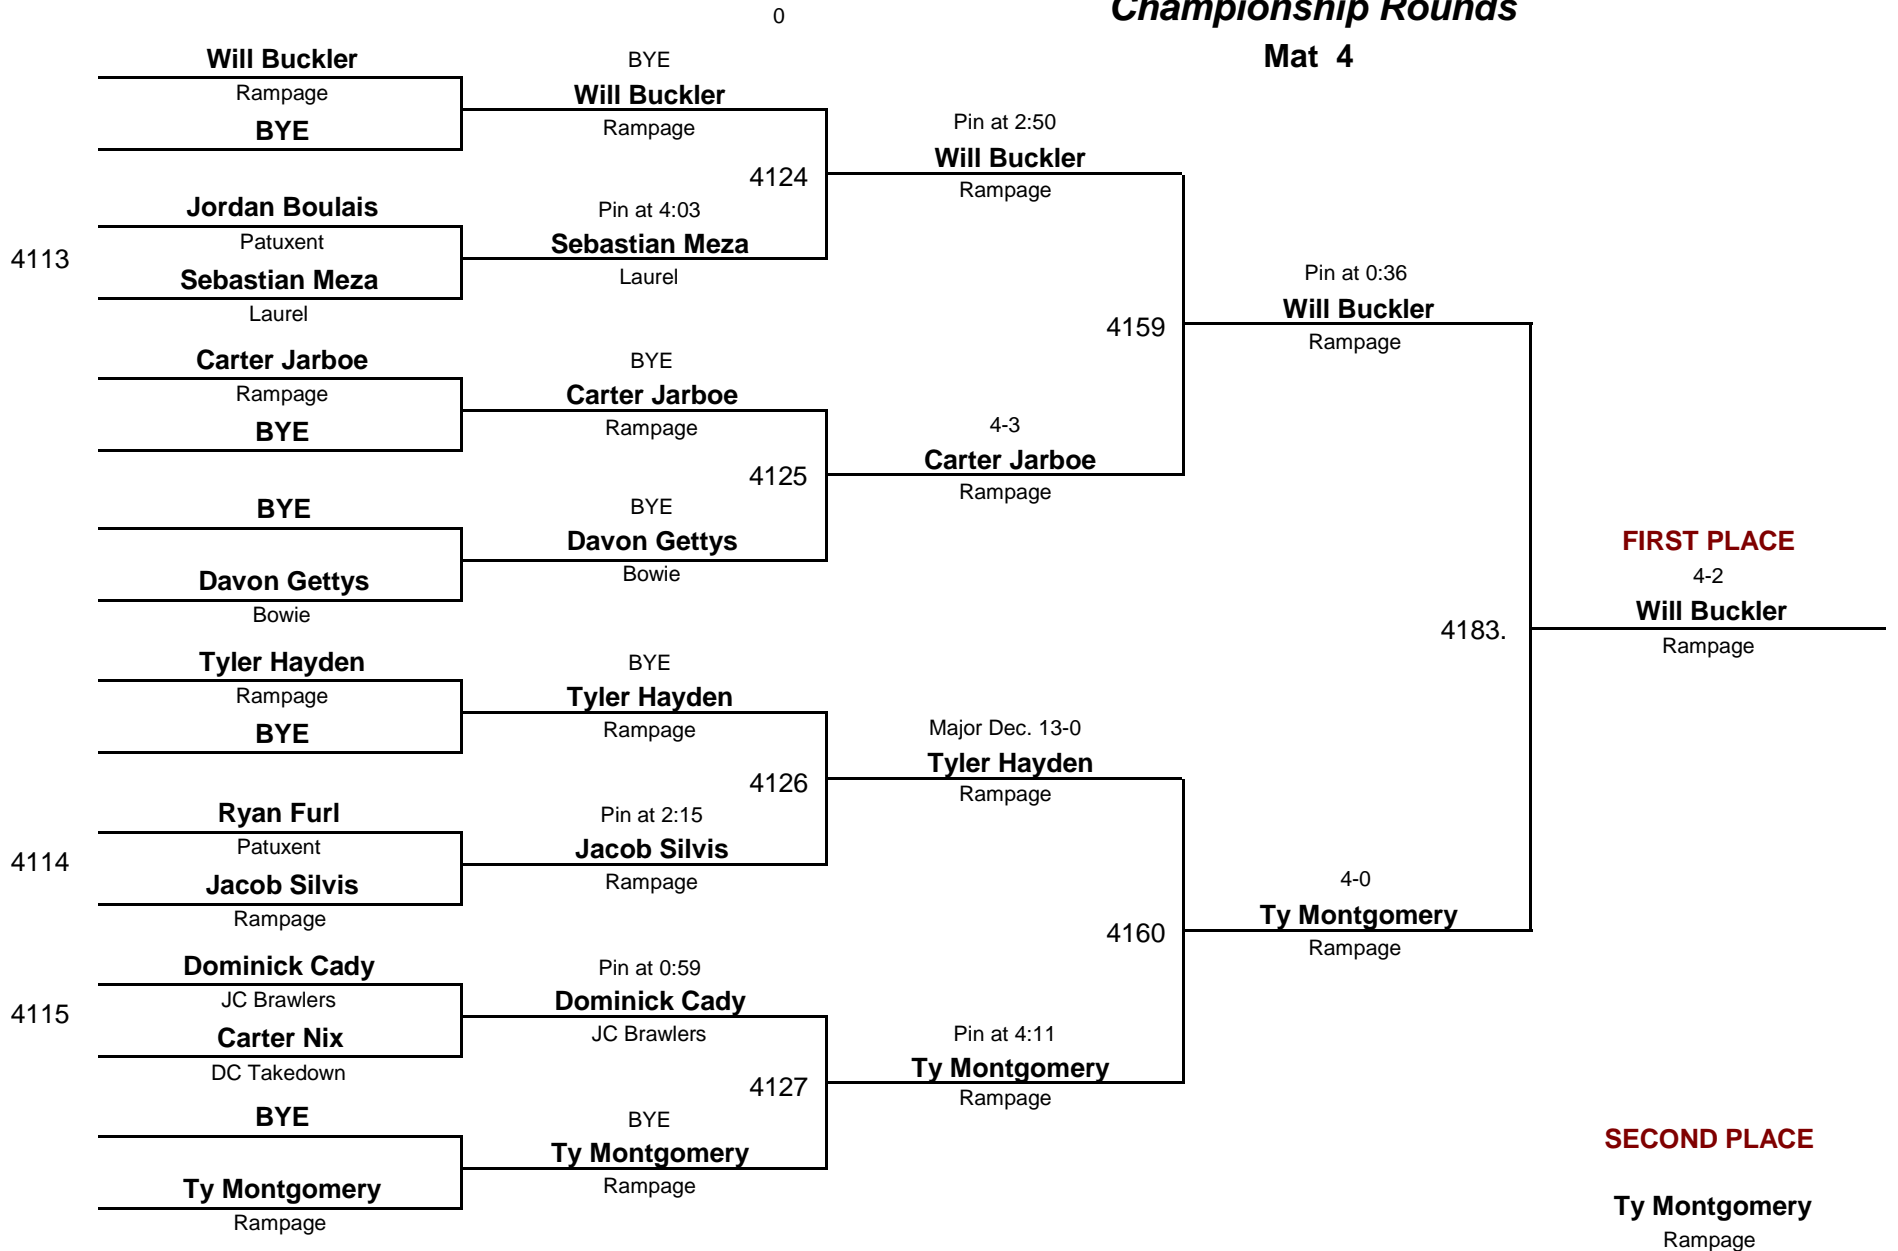 0
Championship Rounds
Mat 4
Will Buckler
Rampage
BYE
4113
Jordan Boulais
Patuxent
Sebastian Meza
Laurel
Carter Jarboe
Rampage
BYE
BYE
Davon Gettys
Bowie
Tyler Hayden
Rampage
BYE
4114
Ryan Furl
Patuxent
Jacob Silvis
Rampage
4115
Dominick Cady
JC Brawlers
Carter Nix
DC Takedown
BYE
Ty Montgomery
Rampage
BYE
Will Buckler
Rampage
4124
Pin at 4:03
Sebastian Meza
Laurel
BYE
Carter Jarboe
Rampage
4125
BYE
Davon Gettys
Bowie
BYE
Tyler Hayden
Rampage
4126
Pin at 2:15
Jacob Silvis
Rampage
Pin at 0:59
Dominick Cady
JC Brawlers
4127
BYE
Ty Montgomery
Rampage
Pin at 2:50
Will Buckler
Rampage
4159
4-3
Carter Jarboe
Rampage
Major Dec. 13-0
Tyler Hayden
Rampage
4160
Pin at 4:11
Ty Montgomery
Rampage
Pin at 0:36
Will Buckler
Rampage
4183.
4-0
Ty Montgomery
Rampage
FIRST PLACE
4-2
Will Buckler
Rampage
SECOND PLACE
Ty Montgomery
Rampage